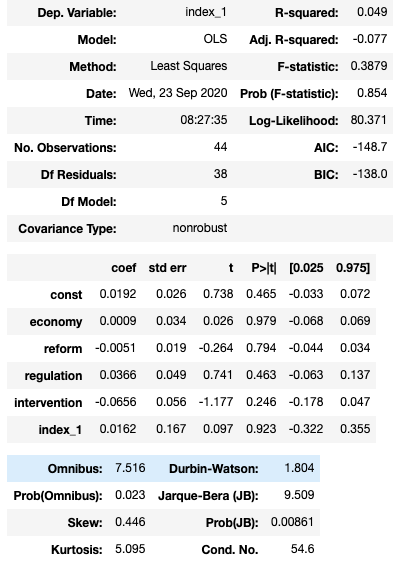 Dep. Variable: index_1 R-squared: 0.049
Model: OLS Adj. R-squared: -0.077
Method: Least Squares F-statistic: 0.3879
Date: Wed, 23 Sep 2020 Prob (F-statistic): 0.854
Time: 08:27:35 Log-Likelihood: 80.371
No. Observations: 44 AIC: -148.7
Df Residuals: 38 BIC: -138.0
Df Model: 5
Covariance Type: nonrobust
coef std err t P>|t| [0.025 0.975]
const 0.0192 0.026 0.738 0.465 -0.033 0.072
economy 0.0009 0.034 0.026 0.979 -0.068 0.069
reform -0.0051 0.019 -0.264 0.794 -0.044 0.034
regulation 0.0366 0.049 0.741 0.463 -0.063 0.137
intervention -0.0656 0.056 -1.177 0.246 -0.178 0.047
index_1 0.0162 0.167 0.097 0.923 -0.322 0.355
Omnibus: 7.516 Durbin-Watson: 1.804
Prob(Omnibus): 0.023 Jarque-Bera (JB): 9.509
Skew: 0.446 Prob(JB): 0.00861
Kurtosis: 5.095 Cond. No. 54.6